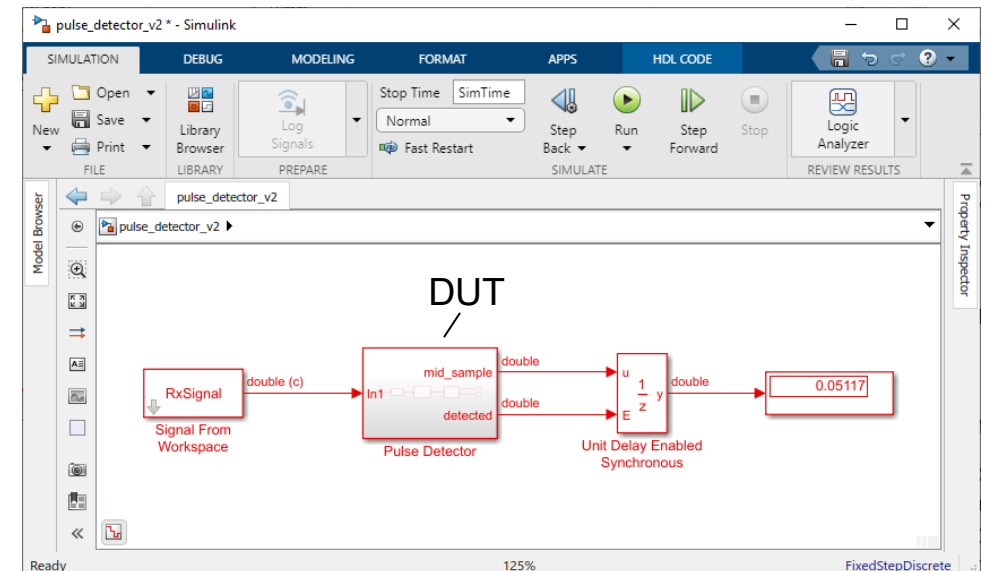 pulse_detector_v2 * - Simulink
SIMULATION DEBUG MODELING FORMAT APPS HDL CODE
?
New
Open
Save
Print
FILE
Library
Browser
LIBRARY
Log
Signals
PREPARE
Stop Time SimTime
Normal
Fast Restart
Step
Back
Run
Step
Forward
Stop
SIMULATE
Logic
Analyzer
REVIEW RESULTS
Model Browser
Property Inspector
pulse_detector_v2
pulse_detector_v2
DUT
RxSignal
Signal From
Workspace
double (c)
In1
mid_sample
detected
Pulse Detector
double
double
u
E
1
z
y
Unit Delay Enabled
Synchronous
double
0.05117
Ready 125% FixedStepDiscrete